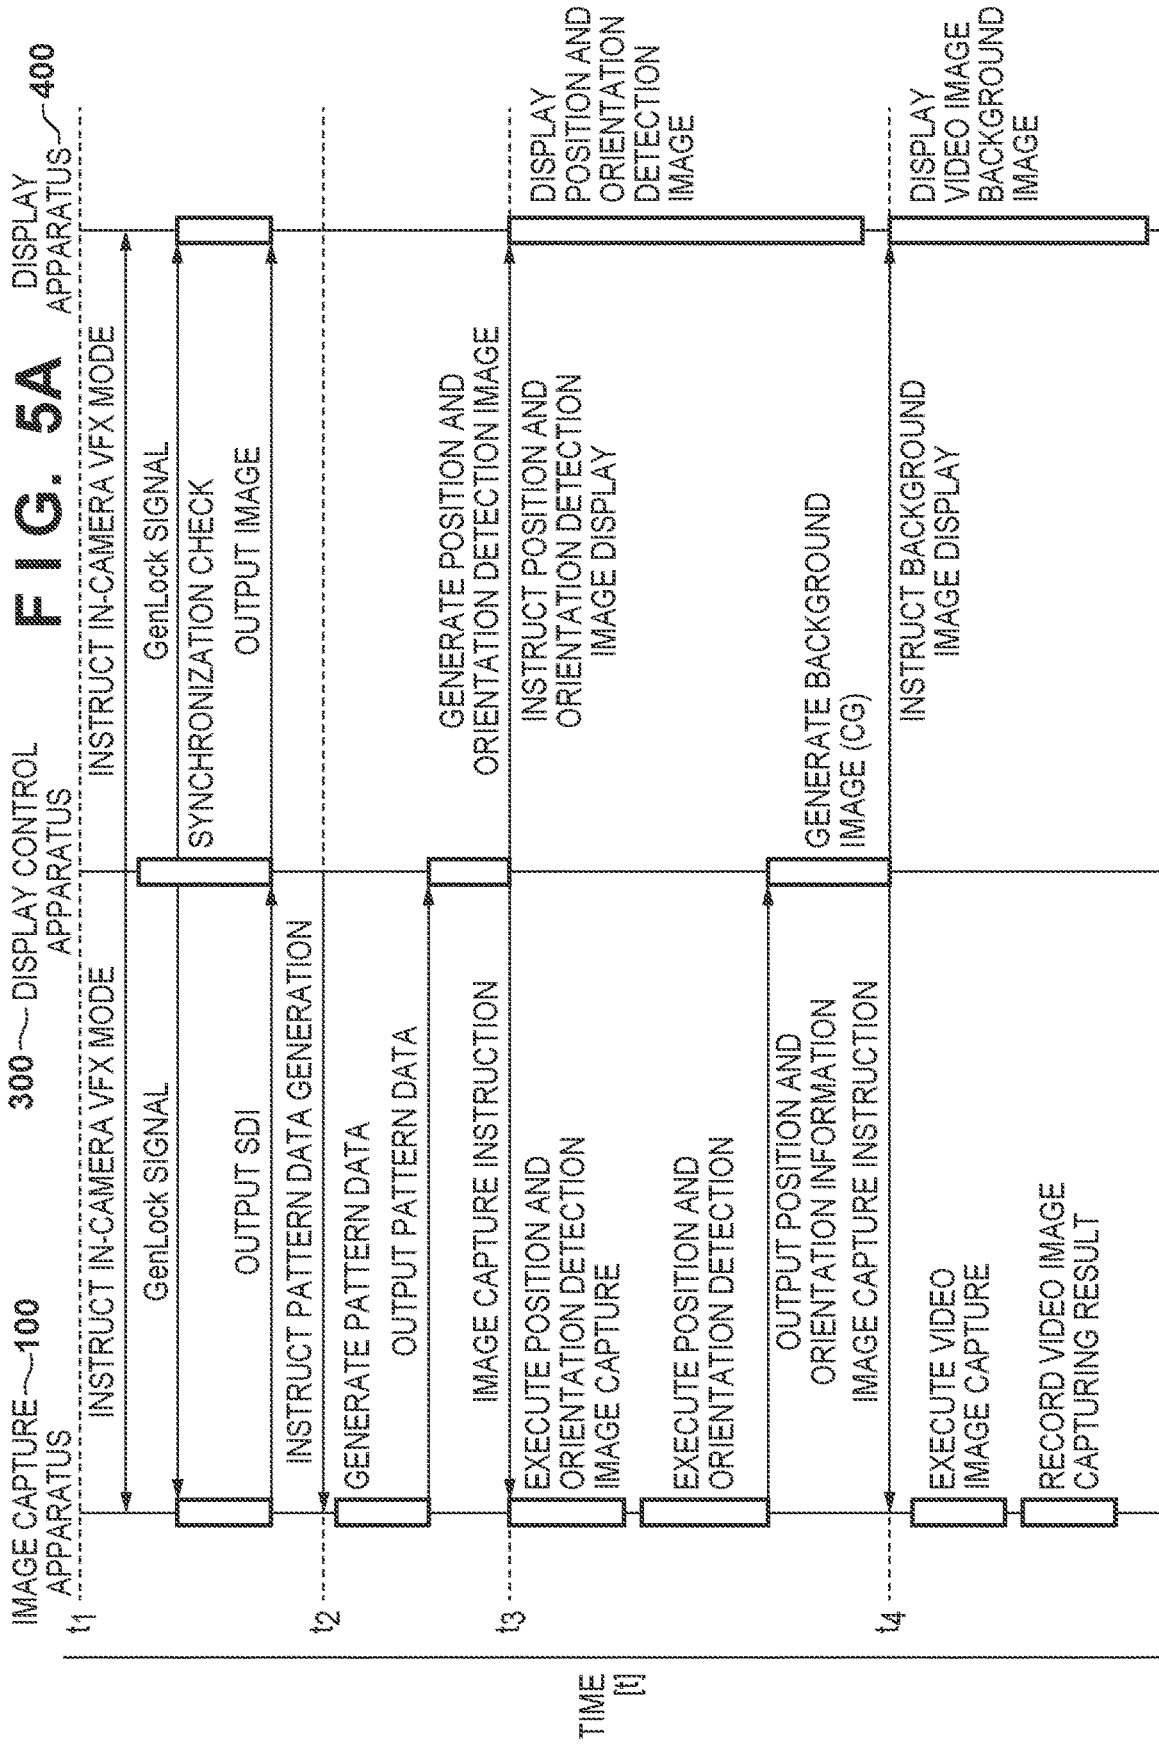 FIG. 5A
IMAGE CAPTURE
APPARATUS
100
300
DISPLAY CONTROL
APPARATUS
DISPLAY
APPARATUS
400
TIME
[t]
t1
INSTRUCT IN-CAMERA VFX MODE
INSTRUCT IN-CAMERA VFX MODE
GenLock SIGNAL
GenLock SIGNAL
SYNCHRONIZATION CHECK
OUTPUT SDI
OUTPUT IMAGE
INSTRUCT PATTERN DATA GENERATION
t2
GENERATE PATTERN DATA
OUTPUT PATTERN DATA
GENERATE POSITION AND
ORIENTATION DETECTION IMAGE
IMAGE CAPTURE INSTRUCTION
t3
EXECUTE POSITION AND
ORIENTATION DETECTION
IMAGE CAPTURE
INSTRUCT POSITION AND
ORIENTATION DETECTION
IMAGE DISPLAY
DISPLAY
POSITION AND
ORIENTATION
DETECTION
IMAGE
EXECUTE POSITION AND
ORIENTATION DETECTION
OUTPUT POSITION AND
ORIENTATION INFORMATION
GENERATE BACKGROUND
IMAGE (CG)
IMAGE CAPTURE INSTRUCTION
t4
INSTRUCT BACKGROUND
IMAGE DISPLAY
DISPLAY
VIDEO IMAGE
BACKGROUND
IMAGE
EXECUTE VIDEO
IMAGE CAPTURE
RECORD VIDEO IMAGE
CAPTURING RESULT